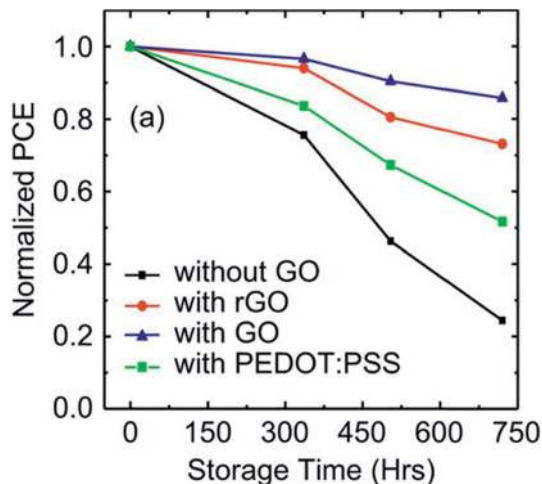 1.0
0.8
0.6
0.4
0.2
0.0
Normalized PCE
(a)
without GO
with rGO
with GO
with PEDOT:PSS
0 150 300 450 600 750
Storage Time (Hrs)